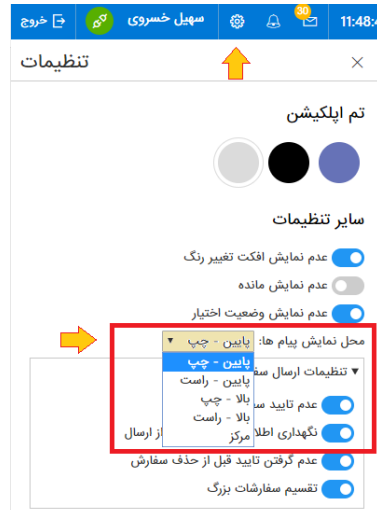 11:48:4
30
سهیل خسروی
خروج
تنظیمات
تم اپلکیشن
سایر تنظیمات
عدم نمایش افکت تغییر رنگ
عدم نمایش مانده
عدم نمایش وضعیت اختیار
محل نمایش پیام ها: پایین - چپ
پایین - چپ
پایین - راست
بالا - چپ
بالا - راست
مرکز
تنظیمات ارسال
عدم تایید
نگهداری از ارسال
عدم گرفتن تایید قبل از حذف سفارش
تقسیم سفارشات بزرگ